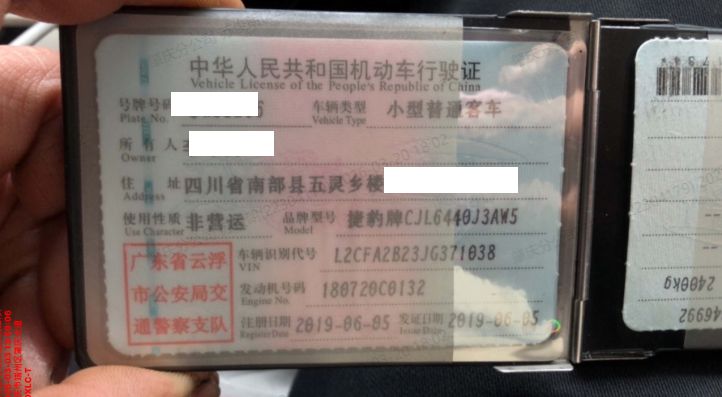 中华人民共和国机动车行驶证
Vehicle License of the People's Republic of China
号牌号码 车辆类型 小型普通客车
Plate No. Vehicle Type
所有人
Owner
住址 四川省南部县五灵乡楼
Address
使用性质 非营运 品牌型号 捷豹牌CJL6440J3AW5
Use Character Model
广东省云浮
市公安局交
通警察支队
车辆识别代号 L2CFA2B23JG371038
VIN
发动机号码 180720C0132
Engine No.
注册日期 2019-06-05 发证日期 2019-06-05
Register Date Issue Date
2400kg
46992